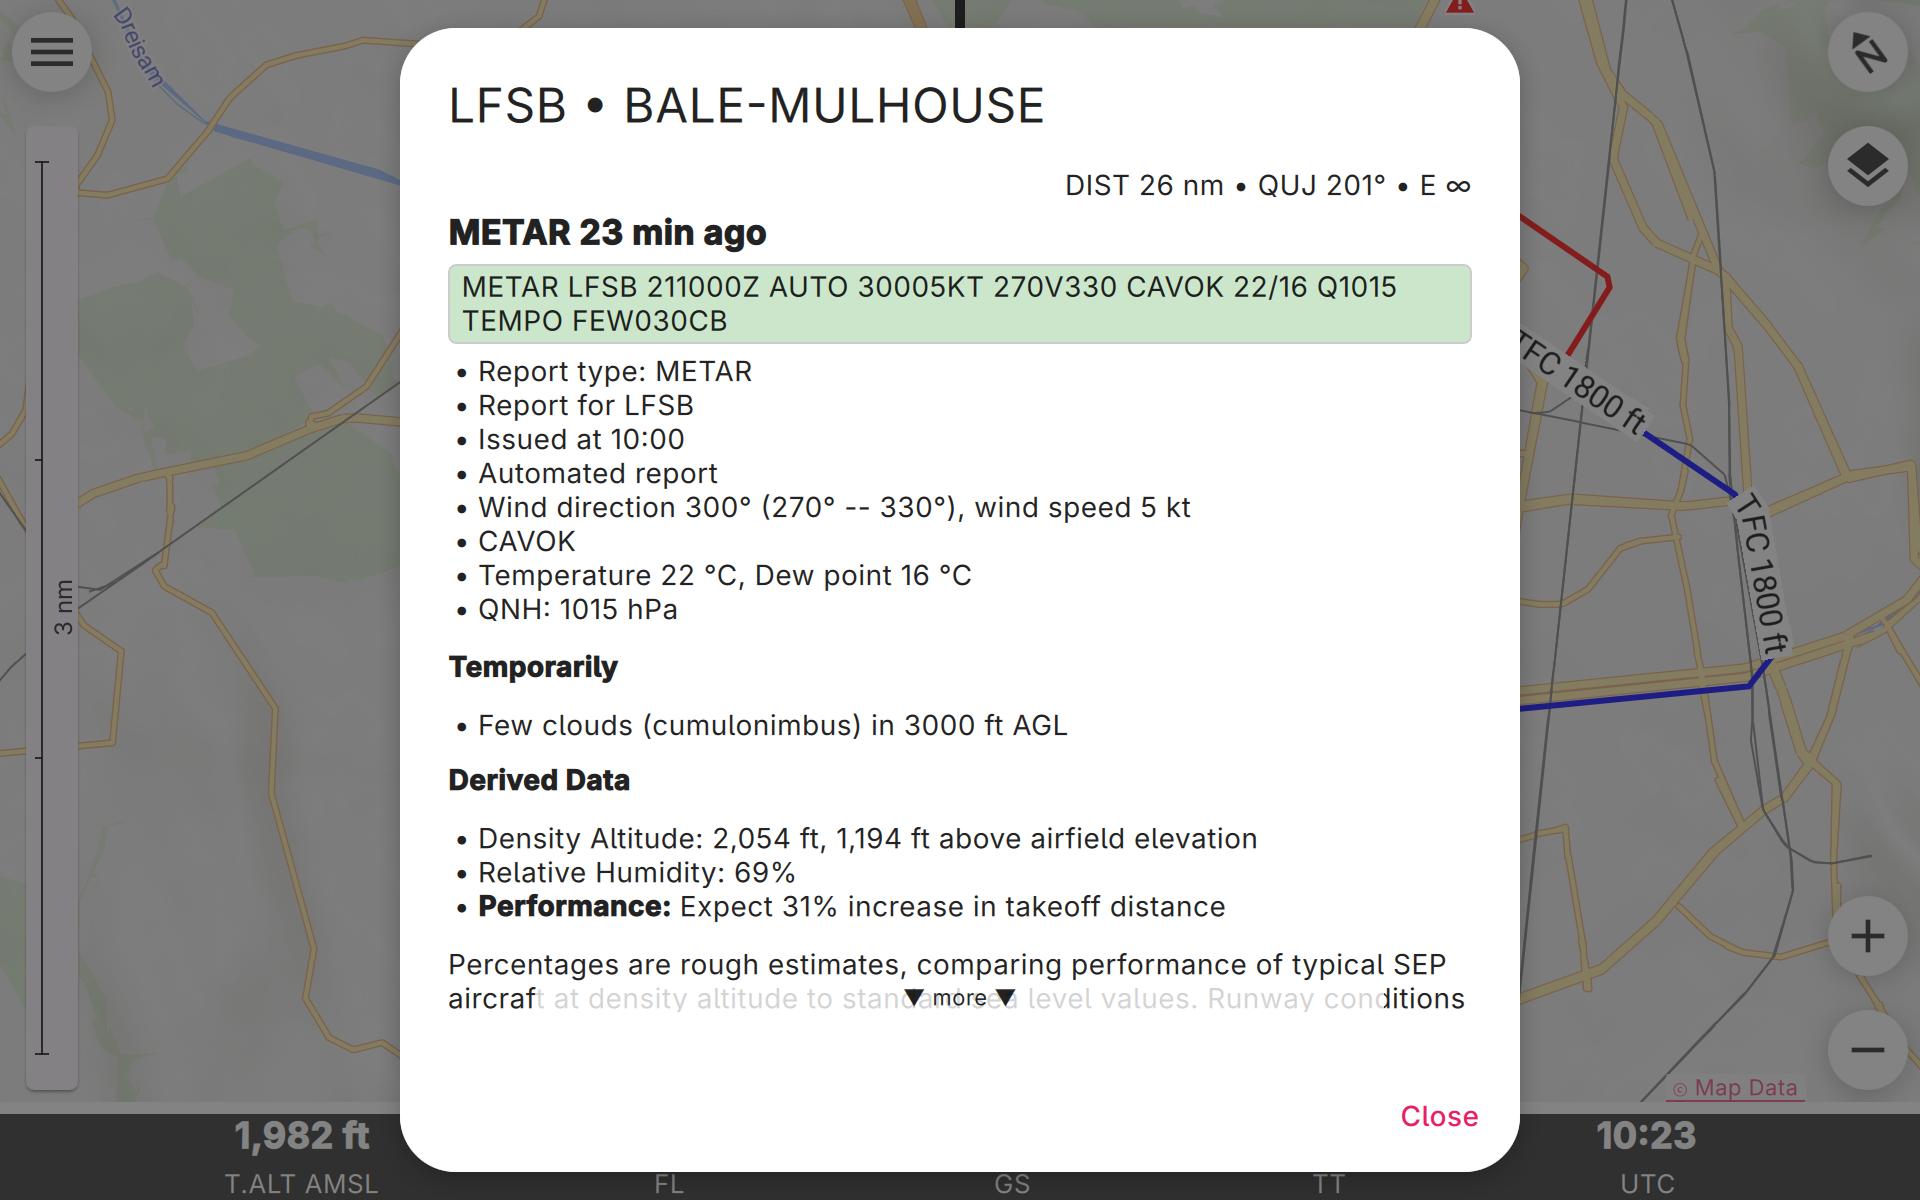 Dreisam
3 nm
LFSB • BALE-MULHOUSE
DIST 26 nm • QUJ 201° • E ∞
METAR 23 min ago
METAR LFSB 211000Z AUTO 30005KT 270V330 CAVOK 22/16 Q1015
TEMPO FEW030CB
• Report type: METAR
• Report for LFSB
• Issued at 10:00
• Automated report
• Wind direction 300° (270° -- 330°), wind speed 5 kt
• CAVOK
• Temperature 22 °C, Dew point 16 °C
• QNH: 1015 hPa
Temporarily
• Few clouds (cumulonimbus) in 3000 ft AGL
Derived Data
• Density Altitude: 2,054 ft, 1,194 ft above airfield elevation
• Relative Humidity: 69%
• Performance: Expect 31% increase in takeoff distance
Percentages are rough estimates, comparing performance of typical SEP
aircraft at density altitude to standard sea level values. Runway conditions
▼ more ▼
Close
TFC 1800 ft
TFC 1800 ft
N
© Map Data
1,982 ft
T.ALT AMSL
FL
GS
TT
10:23
UTC